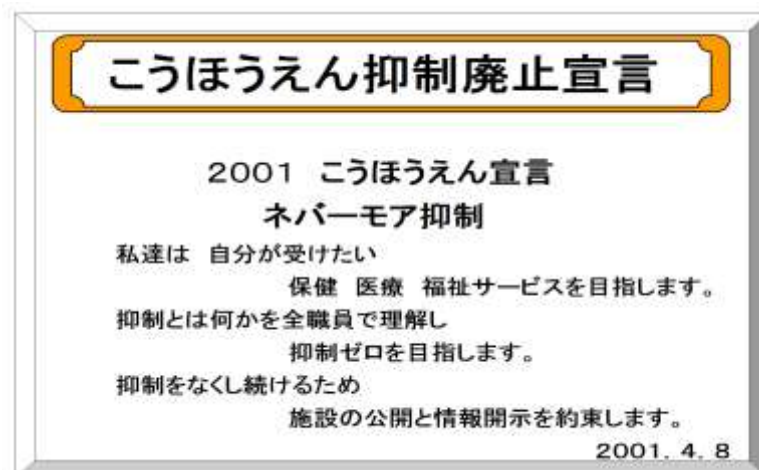 こうほうえん抑制廃止宣言
2001　こうほうえん宣言
ネバーモア抑制
私達は　自分が受けたい
保健　医療　福祉サービスを目指します。
抑制とは何かを全職員で理解し
抑制ゼロを目指します。
抑制をなくし続けるため
施設の公開と情報開示を約束します。
2001．4．8